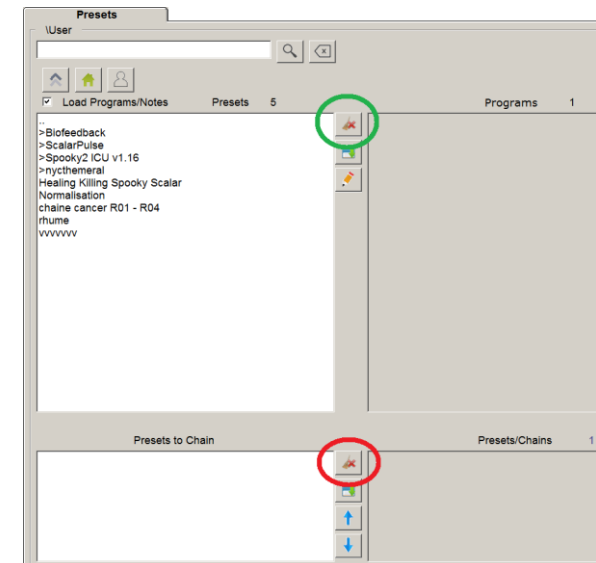 Presets
\User
Load Programs/Notes Presets 5 Programs 1
..
>Biofeedback
>ScalarPulse
>Spooky2 ICU v1.16
>nycthemeral
Healing Killing Spooky Scalar
Normalisation
chaine cancer R01 - R04
rhume
vvvvvvv
Presets to Chain Presets/Chains 1